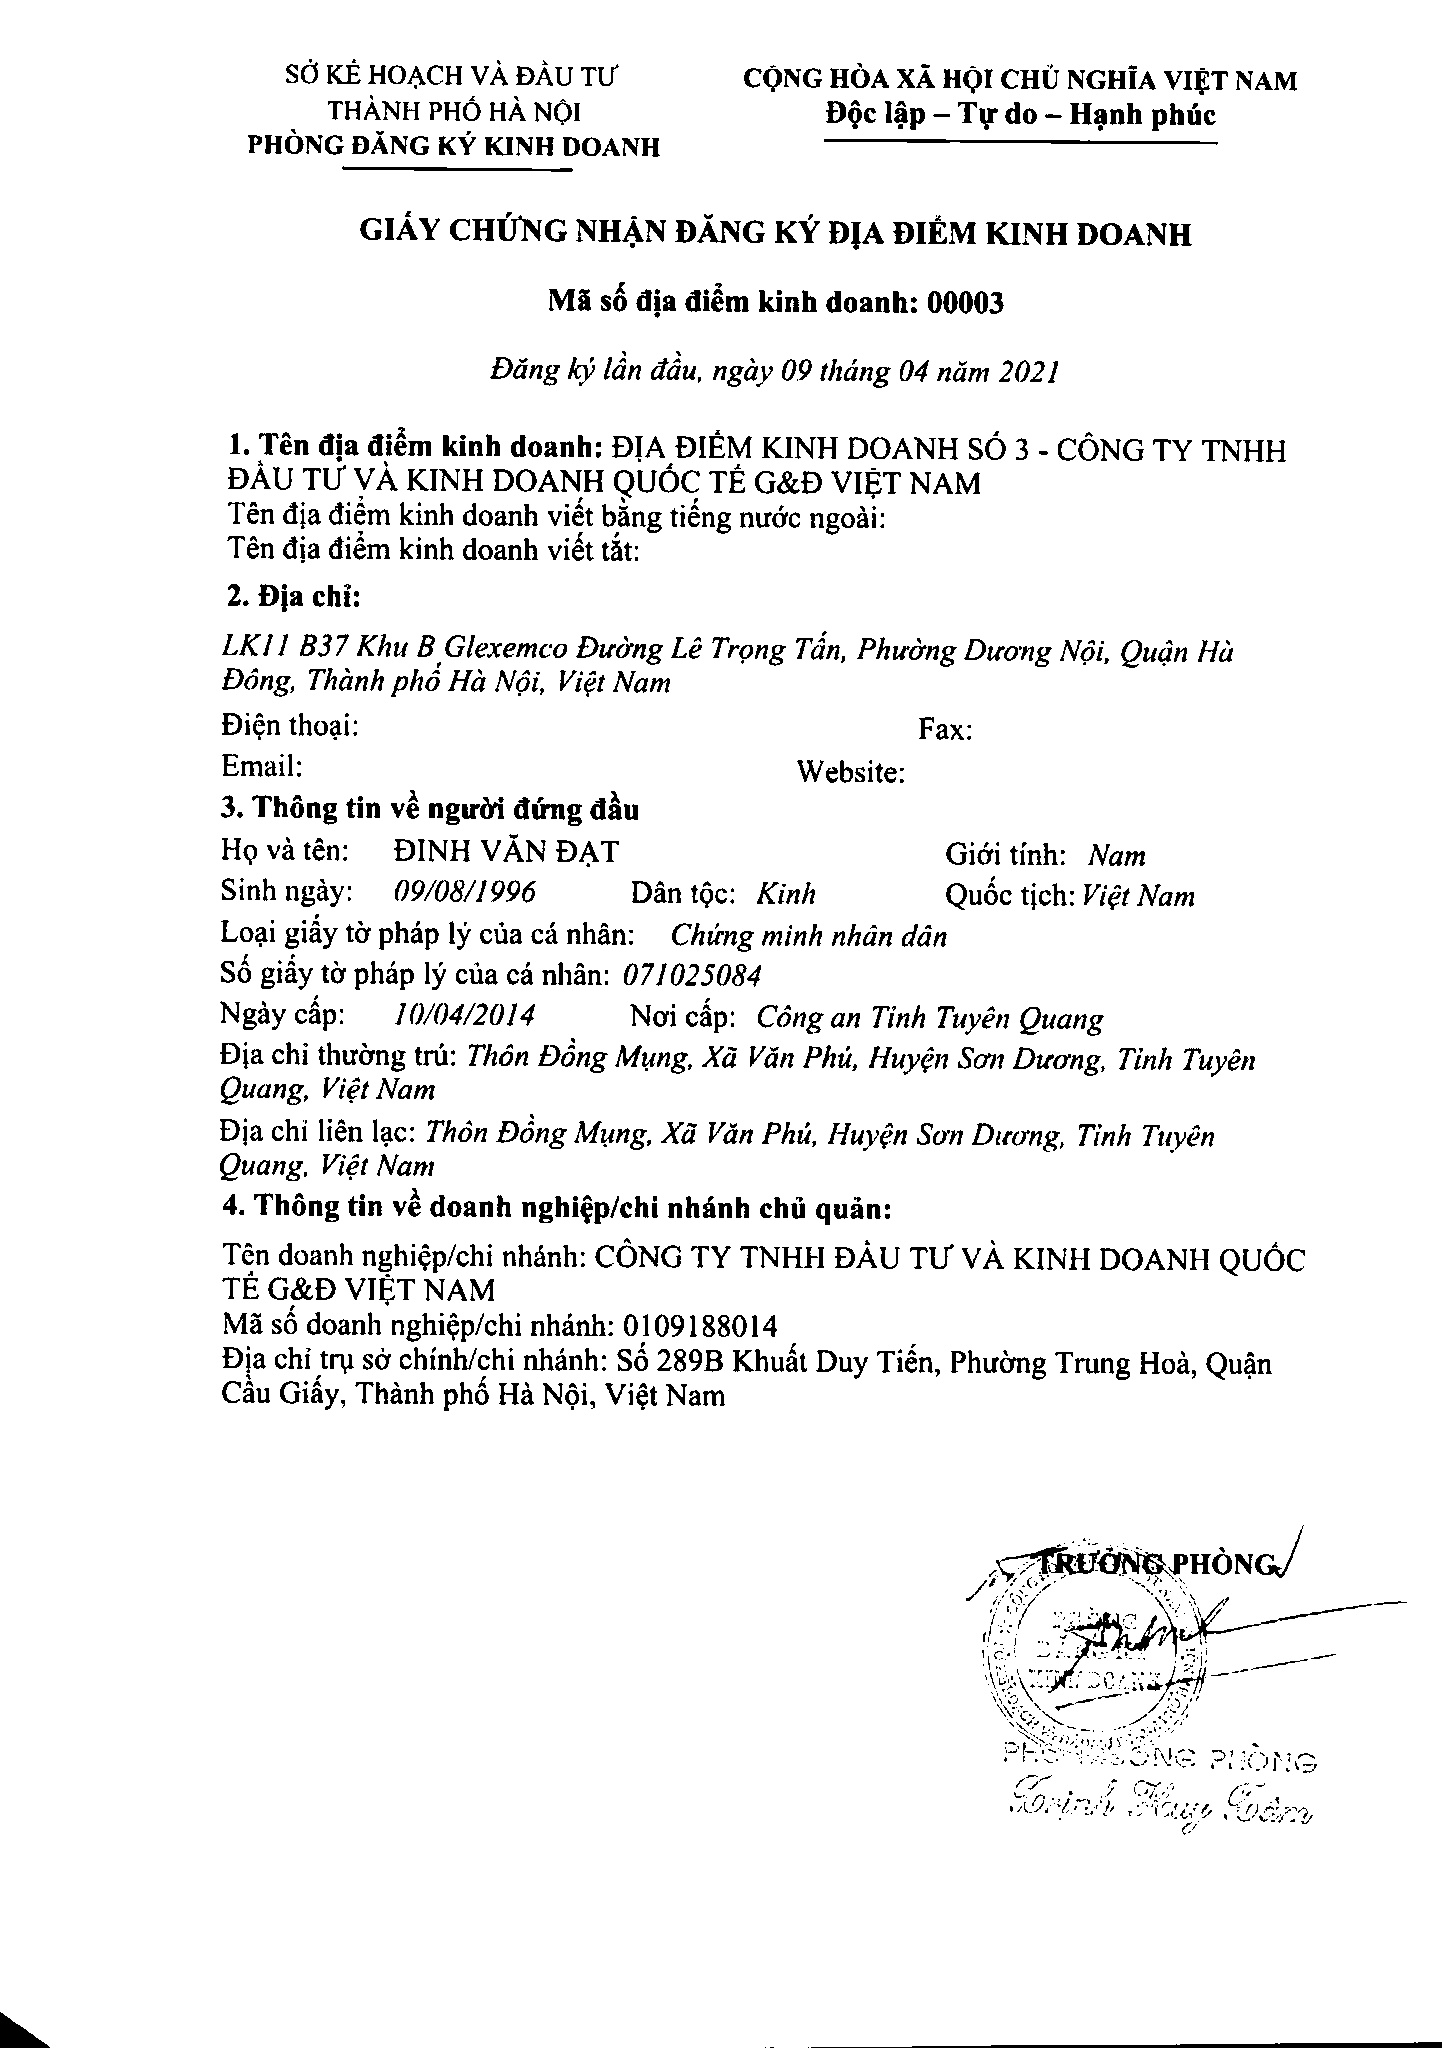 SỞ KẾ HOẠCH VÀ ĐẦU TƯ
THÀNH PHỐ HÀ NỘI
PHÒNG ĐĂNG KÝ KINH DOANH
CỘNG HÒA XÃ HỘI CHỦ NGHĨA VIỆT NAM
Độc lập – Tự do – Hạnh phúc
GIẤY CHỨNG NHẬN ĐĂNG KÝ ĐỊA ĐIỂM KINH DOANH
Mã số địa điểm kinh doanh: 00003
Đăng ký lần đầu, ngày 09 tháng 04 năm 2021
1. Tên địa điểm kinh doanh: ĐỊA ĐIỂM KINH DOANH SỐ 3 - CÔNG TY TNHH
ĐẦU TƯ VÀ KINH DOANH QUỐC TẾ G&Đ VIỆT NAM
Tên địa điểm kinh doanh viết bằng tiếng nước ngoài:
Tên địa điểm kinh doanh viết tắt:
2. Địa chỉ:
LK11 B37 Khu B Glexemco Đường Lê Trọng Tấn, Phường Dương Nội, Quận Hà
Đông, Thành phố Hà Nội, Việt Nam
Điện thoại: Fax:
Email: Website:
3. Thông tin về người đứng đầu
Họ và tên: ĐINH VĂN ĐẠT Giới tính: Nam
Sinh ngày: 09/08/1996 Dân tộc: Kinh Quốc tịch: Việt Nam
Loại giấy tờ pháp lý của cá nhân: Chứng minh nhân dân
Số giấy tờ pháp lý của cá nhân: 071025084
Ngày cấp: 10/04/2014 Nơi cấp: Công an Tỉnh Tuyên Quang
Địa chỉ thường trú: Thôn Đồng Mụng, Xã Văn Phú, Huyện Sơn Dương, Tỉnh Tuyên
Quang, Việt Nam
Địa chỉ liên lạc: Thôn Đồng Mụng, Xã Văn Phú, Huyện Sơn Dương, Tỉnh Tuyên
Quang, Việt Nam
4. Thông tin về doanh nghiệp/chi nhánh chủ quản:
Tên doanh nghiệp/chi nhánh: CÔNG TY TNHH ĐẦU TƯ VÀ KINH DOANH QUỐC
TẾ G&Đ VIỆT NAM
Mã số doanh nghiệp/chi nhánh: 0109188014
Địa chỉ trụ sở chính/chi nhánh: Số 289B Khuất Duy Tiến, Phường Trung Hoà, Quận
Cầu Giấy, Thành phố Hà Nội, Việt Nam
TRƯỞNG PHÒNG
PHÒNG
ĐĂNG KÝ
KINH DOANH
PHÓ TRƯỞNG PHÒNG
Trịnh Huy Tâm